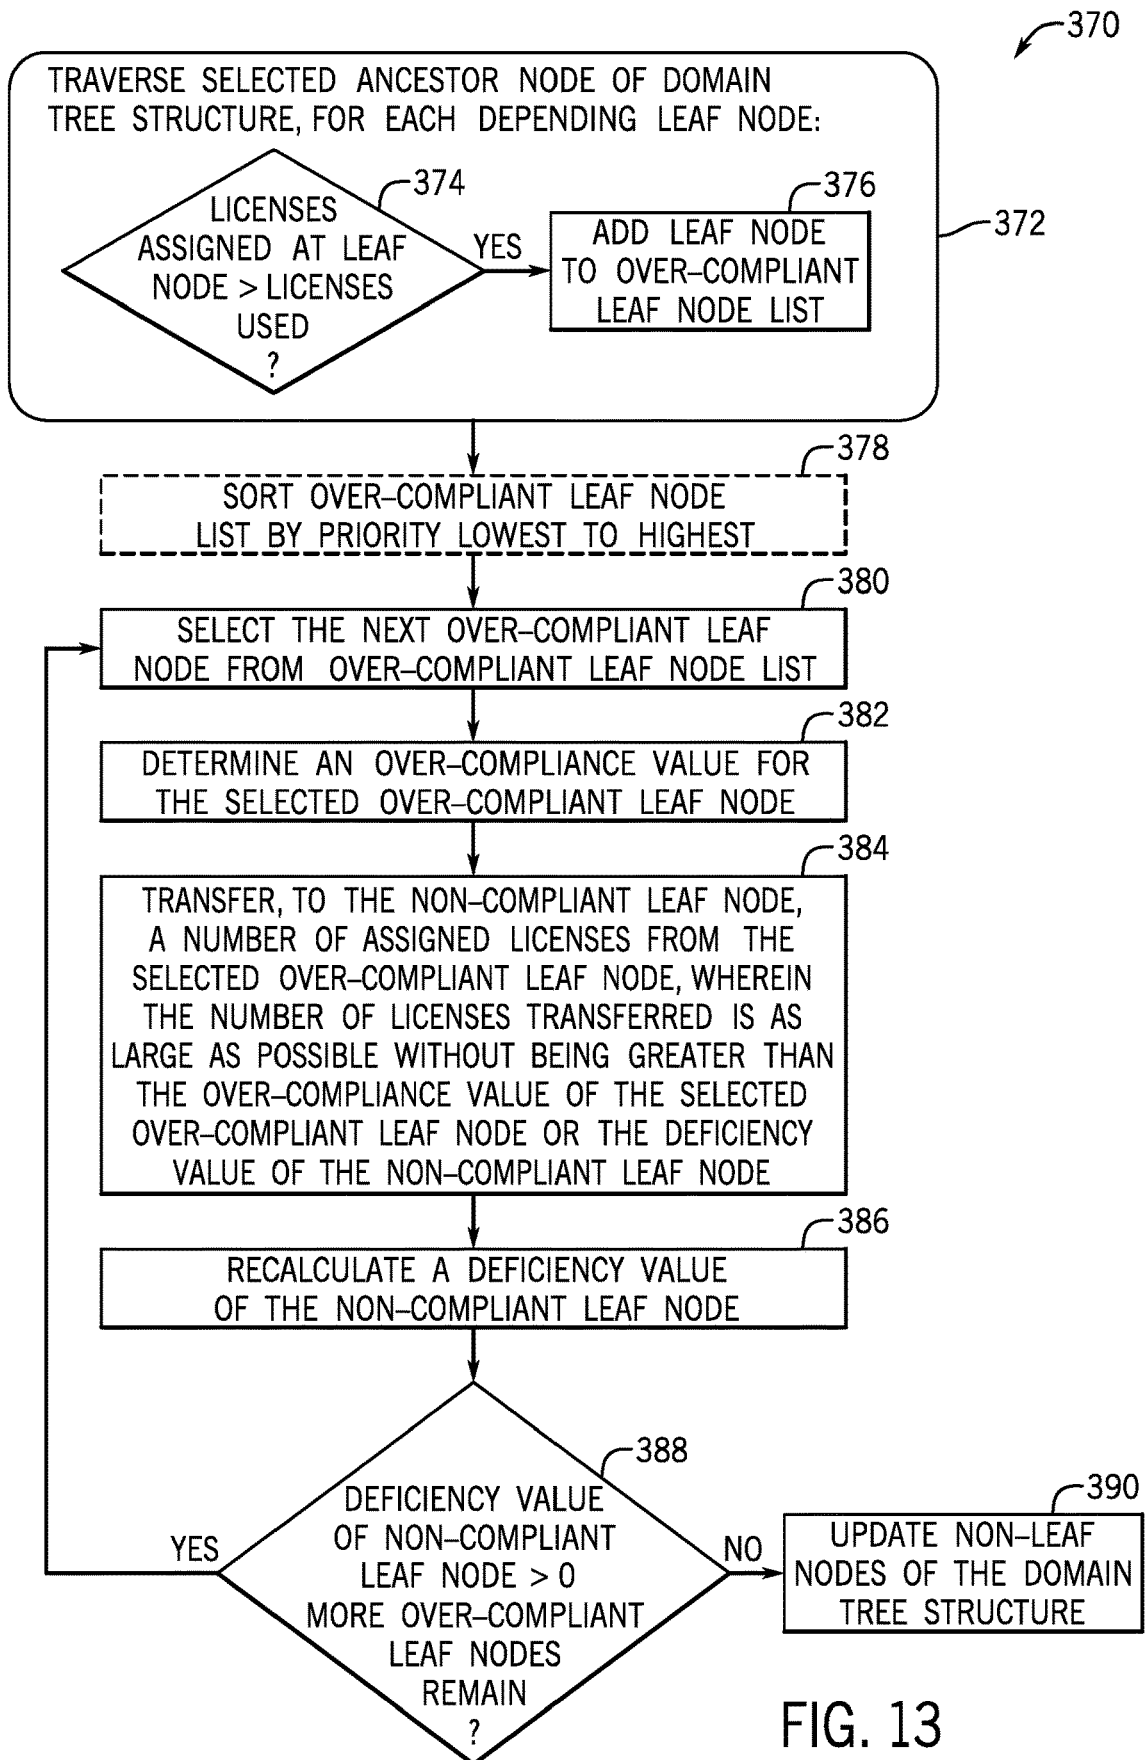 370
TRAVERSE SELECTED ANCESTOR NODE OF DOMAIN
TREE STRUCTURE, FOR EACH DEPENDING LEAF NODE:
374
LICENSES
ASSIGNED AT LEAF
NODE > LICENSES
USED
?
YES
376
ADD LEAF NODE
TO OVER–COMPLIANT
LEAF NODE LIST
372
378
SORT OVER–COMPLIANT LEAF NODE
LIST BY PRIORITY LOWEST TO HIGHEST
380
SELECT THE NEXT OVER–COMPLIANT LEAF
NODE FROM OVER–COMPLIANT LEAF NODE LIST
382
DETERMINE AN OVER–COMPLIANCE VALUE FOR
THE SELECTED OVER–COMPLIANT LEAF NODE
384
TRANSFER, TO THE NON–COMPLIANT LEAF NODE,
A NUMBER OF ASSIGNED LICENSES FROM THE
SELECTED OVER–COMPLIANT LEAF NODE, WHEREIN
THE NUMBER OF LICENSES TRANSFERRED IS AS
LARGE AS POSSIBLE WITHOUT BEING GREATER THAN
THE OVER–COMPLIANCE VALUE OF THE SELECTED
OVER–COMPLIANT LEAF NODE OR THE DEFICIENCY
VALUE OF THE NON–COMPLIANT LEAF NODE
386
RECALCULATE A DEFICIENCY VALUE
OF THE NON–COMPLIANT LEAF NODE
388
DEFICIENCY VALUE
OF NON–COMPLIANT
LEAF NODE > 0
MORE OVER–COMPLIANT
LEAF NODES
REMAIN
?
YES
NO
390
UPDATE NON–LEAF
NODES OF THE DOMAIN
TREE STRUCTURE
FIG. 13